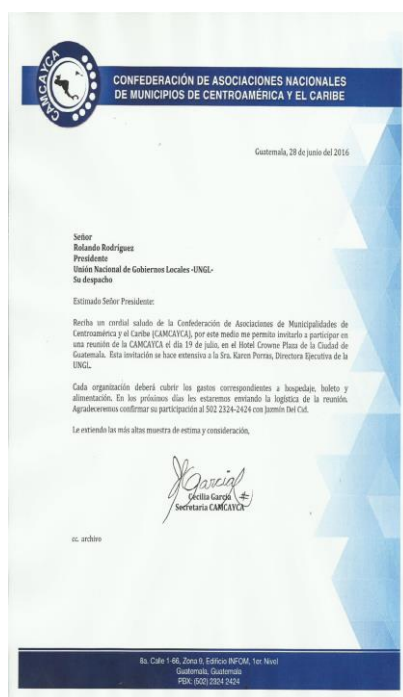 CAMCAYCA
CONFEDERACIÓN DE ASOCIACIONES NACIONALES
DE MUNICIPIOS DE CENTROAMÉRICA Y EL CARIBE
Guatemala, 28 de junio del 2016
Señor
Rolando Rodríguez
Presidente
Unión Nacional de Gobiernos Locales -UNGL-
Su despacho
Estimado Señor Presidente:
Reciba un cordial saludo de la Confederación de Asociaciones de Municipalidades de
Centroamérica y el Caribe (CAMCAYCA), por este medio me permito invitarlo a participar en
una reunión de la CAMCAYCA el día 19 de julio, en el Hotel Crowne Plaza de la Ciudad de
Guatemala. Esta invitación se hace extensiva a la Sra. Karen Porras, Directora Ejecutiva de la
UNGL.
Cada organización deberá cubrir los gastos correspondientes a hospedaje, boleto y
alimentación. En los próximos días les estaremos enviando la logística de la reunión.
Agradeceremos confirmar su participación al 502 2324-2424 con Jazmín Del Cid.
Le extiendo las más altas muestra de estima y consideración,
JGarcía
Cecilia García
Secretaria CAMCAYCA
cc. archivo
8a. Calle 1-66, Zona 9, Edificio INFOM, 1er. Nivel
Guatemala, Guatemala
PBX: (502) 2324 2424